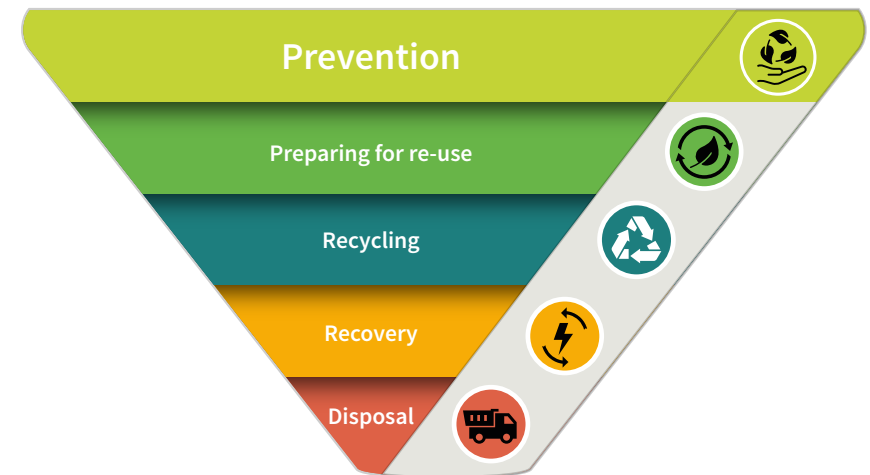 Prevention
Preparing for re-use
Recycling
Recovery
Disposal